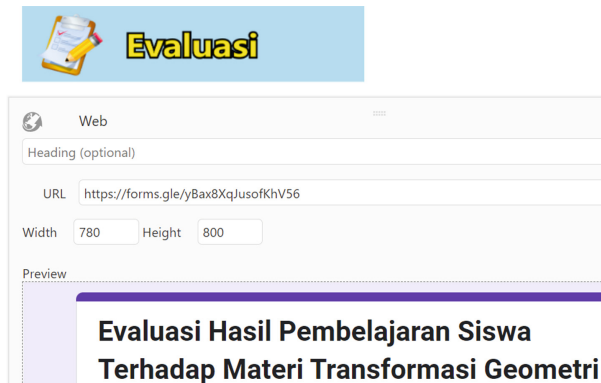 Evaluasi
Web
Heading (optional)
URL https://forms.gle/yBax8XqJusofKhV56
Width 780 Height 800
Preview
Evaluasi Hasil Pembelajaran Siswa
Terhadap Materi Transformasi Geometri